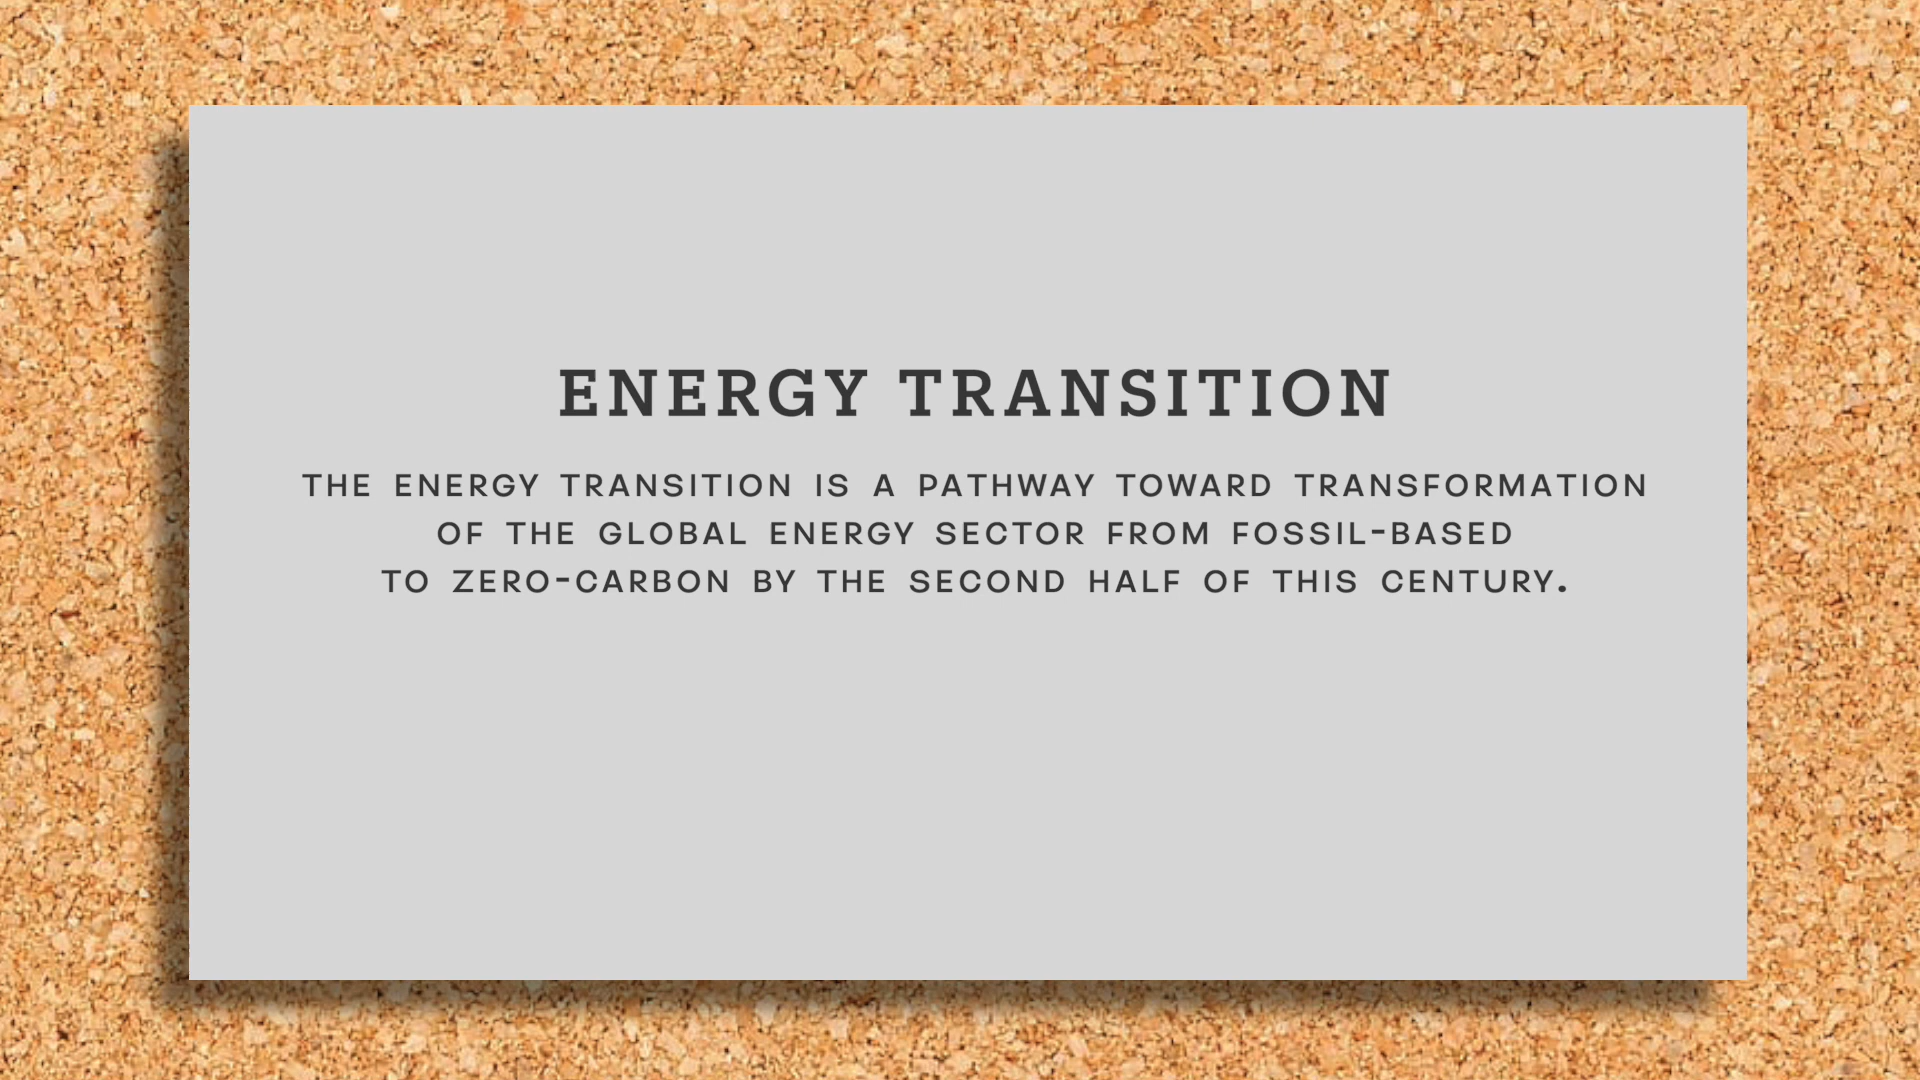 ENERGY TRANSITION
THE ENERGY TRANSITION IS A PATHWAY TOWARD TRANSFORMATION
OF THE GLOBAL ENERGY SECTOR FROM FOSSIL-BASED
TO ZERO-CARBON BY THE SECOND HALF OF THIS CENTURY.